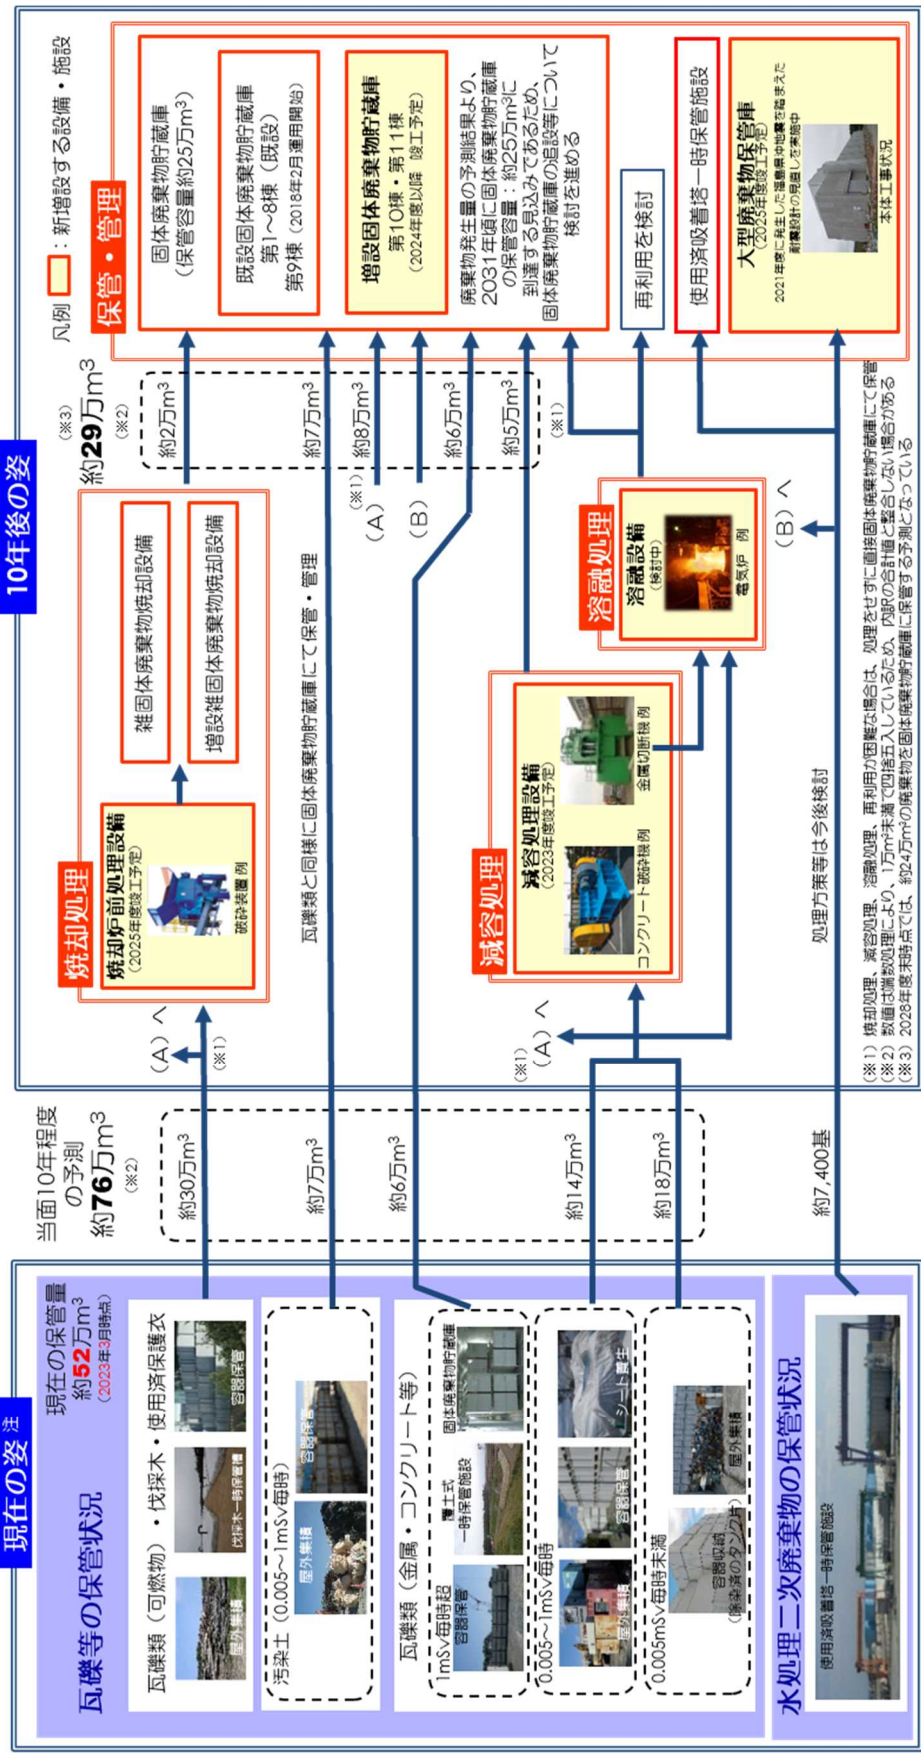 現在の姿 注
瓦礫等の保管状況
現在の保管量
約52万m³
(2023年3月時点)
瓦礫類（可燃物）・伐採木・使用済保護衣
屋外集積
伐採木一時保管槽
容器保管
汚染土（0.005～1mSv毎時）
屋外集積
容器保管
瓦礫類（金属・コンクリート等）
1mSv毎時超
容器保管
覆土式
一時保管施設
固体廃棄物貯蔵庫
0.005～1mSv毎時
屋外集積
容器保管
シート養生
0.005mSv毎時未満
容器収納
(除染済のタンク片)
屋外集積
水処理二次廃棄物の保管状況
使用済吸着塔一時保管施設
当面10年程度
の予測
約76万m³
(※2)
約30万m³
約7万m³
約6万m³
約14万m³
約18万m³
約7,400基
10年後の姿
凡例
：新増設する設備・施設
(A) へ
(※1)
焼却処理
焼却炉前処理設備
(2025年度竣工予定)
破砕装置例
雑固体廃棄物焼却設備
増設雑固体廃棄物焼却設備
瓦礫類と同様に固体廃棄物貯蔵庫にて保管・管理
(※1)
(A) へ
減容処理
減容処理設備
(2023年度竣工予定)
コンクリート破砕機例
金属切断機 例
溶融処理
溶融設備
(検討中)
電気炉 例
処理方策等は今後検討
(B) へ
(※3)
約29万m³
(※2)
約2万m³
約7万m³
(※1)
(A)
約8万m³
(B)
約6万m³
約5万m³
(※1)
保管・管理
固体廃棄物貯蔵庫
(保管容量約25万m³)
既設固体廃棄物貯蔵庫
第1～8棟（既設）
第9棟（2018年2月運用開始）
増設固体廃棄物貯蔵庫
第10棟・第11棟
(2024年度以降 竣工予定)
廃棄物発生量の予測結果より、
2031年頃に固体廃棄物貯蔵庫
の保管容量：約25万m³に
到達する見込みであるため、
固体廃棄物貯蔵庫の追設等について
検討を進める
再利用を検討
使用済吸着塔一時保管施設
大型廃棄物保管庫
(2025年度竣工予定)
2021年度に発生した福島県沖地震を踏まえた
耐震設計の見直しを実施中
本体工事状況
(※1) 焼却処理、減容処理、溶融処理、再利用が困難な場合は、処理をせずに直接固体廃棄物貯蔵庫にて保管
(※2) 数値は端数処理により、1万m³未満で四捨五入しているため、内訳の合計値と整合しない場合がある
(※3) 2028年度末時点では、約24万m³の廃棄物を固体廃棄物貯蔵庫に保管する予測となっている